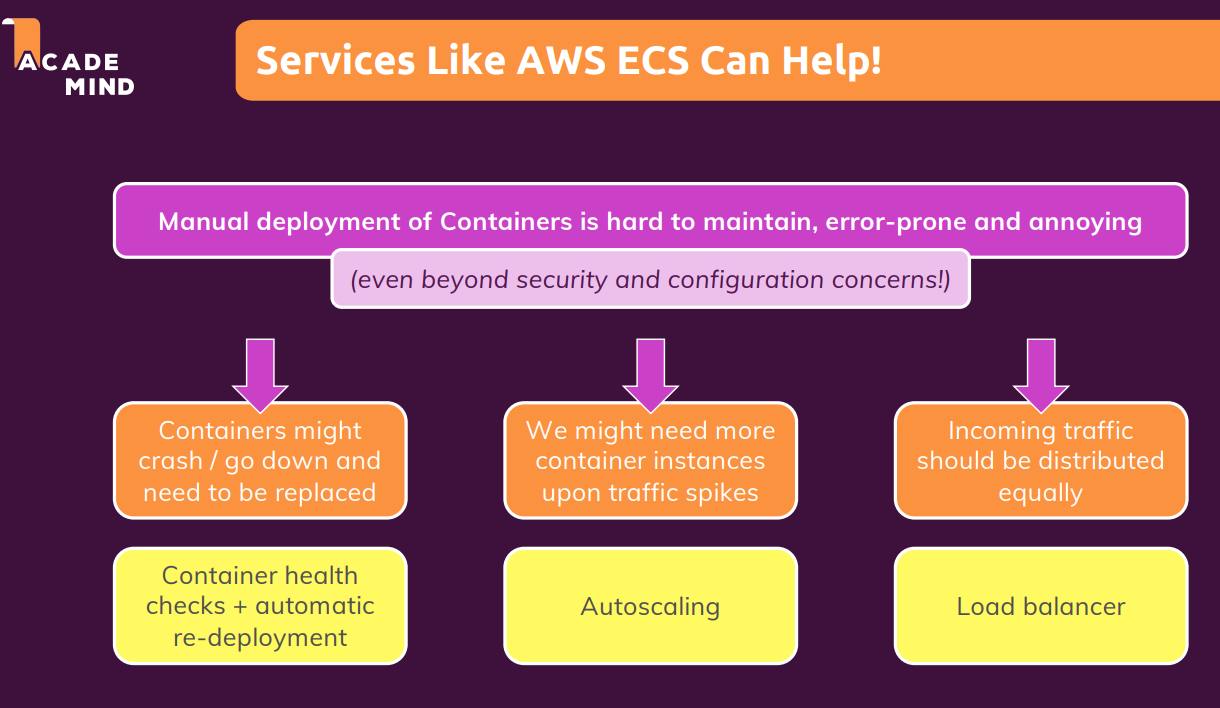 ACADE
MIND
Services Like AWS ECS Can Help!
Manual deployment of Containers is hard to maintain, error-prone and annoying
(even beyond security and configuration concerns!)
Containers might
crash / go down and
need to be replaced
We might need more
container instances
upon traffic spikes
Incoming traffic
should be distributed
equally
Container health
checks + automatic
re-deployment
Autoscaling
Load balancer